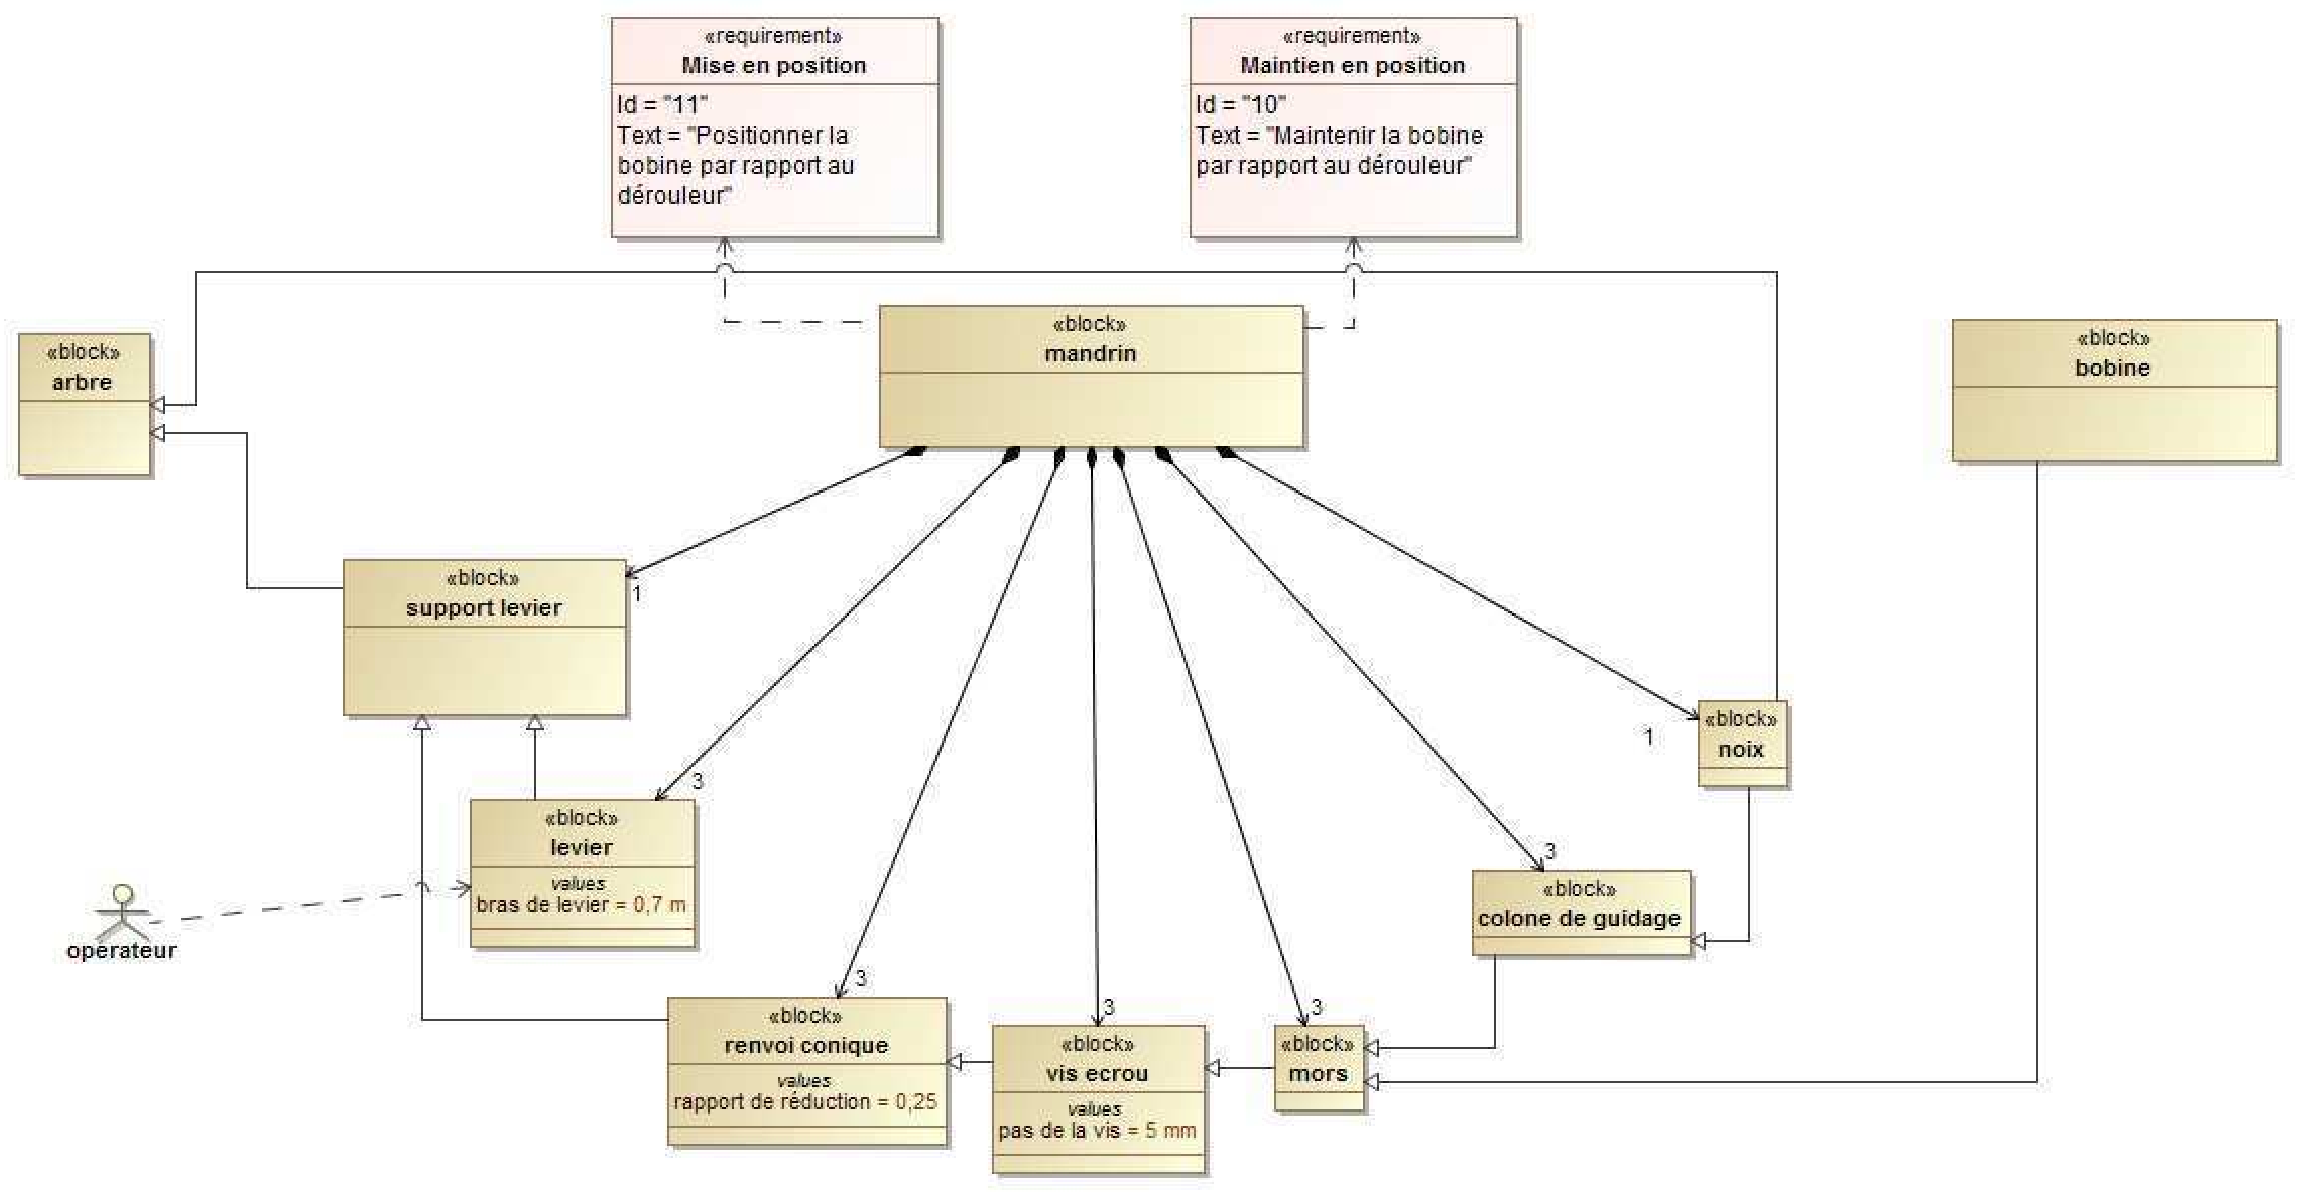 «requirement»
Mise en position
Id = "11"
Text = "Positionner la
bobine par rapport au
dérouleur"
«requirement»
Maintien en position
Id = "10"
Text = "Maintenir la bobine
par rapport au dérouleur"
«block»
arbre
«block»
mandrin
«block»
bobine
«block»
support levier
1
3
«block»
levier
values
bras de levier = 0,7 m
operateur
3
«block»
renvoi conique
values
rapport de réduction = 0,25
3
«block»
vis ecrou
values
pas de la vis = 5 mm
3
«block»
mors
3
«block»
colone de guidage
1
«block»
noix